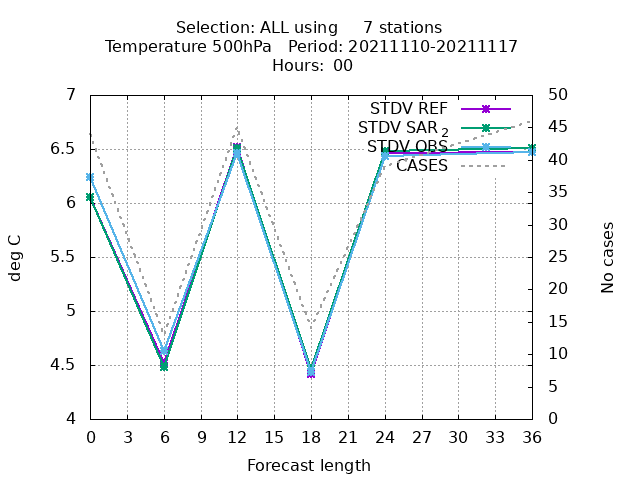 Selection: ALL using 7 stations
Temperature 500hPa Period: 20211110-20211117
Hours: 00
7 50
STDV REF
45
STDV SAR 2
6.5 STDV OBS 40
CASES
35
6
30
5.5 25
deg C No cases
20
5
15
4.5 10
5
4 0
0 3 6 9 12 15 18 21 24 27 30 33 36
Forecast length